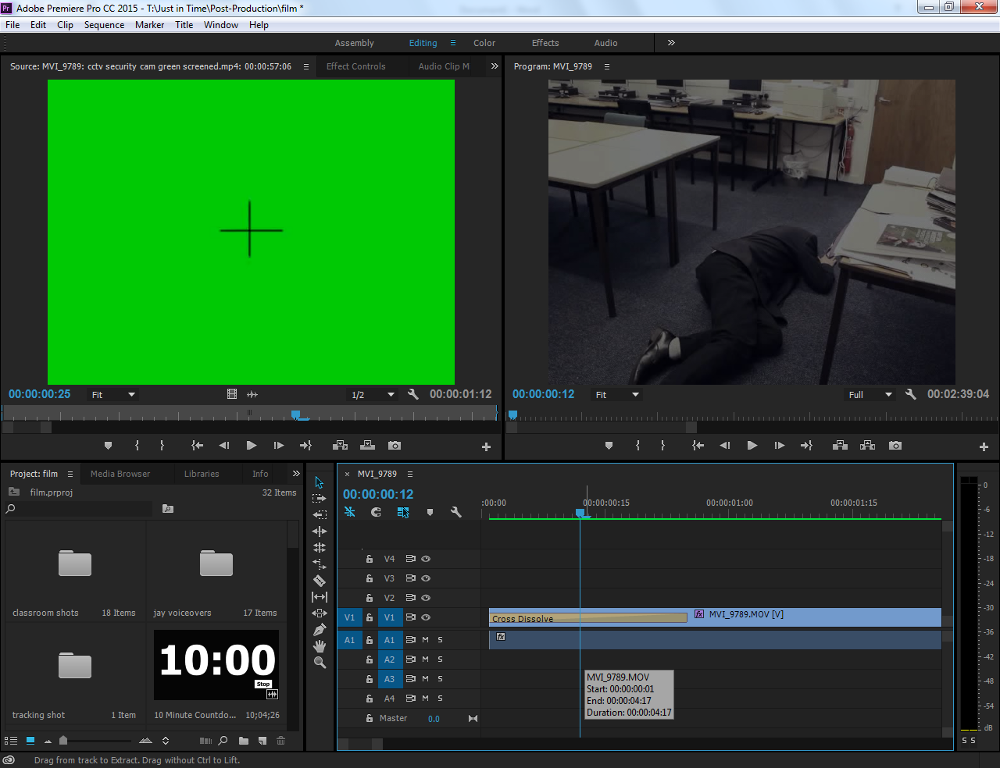 Pr Adobe Premiere Pro CC 2015 - T:\Just in Time\Post-Production\film *
File Edit Clip Sequence Marker Title Window Help
Assembly Editing Color Effects Audio
Source: MVI_9789: cctv security cam green screened.mp4: 00:00:57:06 Effect Controls Audio Clip M
Program: MVI_9789
00:00:00:25 Fit 1/2 00:00:01:12
00:00:00:12 Fit Full 00:02:39:04
Project: film Media Browser Libraries Info
film.prproj 32 Items
classroom shots 18 Items
jay voiceovers 17 Items
10:00
Stop
tracking shot 1 Item
10 Minute Countdo... 10;04;26
× MVI_9789
00:00:00:12
:00:00 00:00:00:15 00:00:01:00 00:00:01:15
V4
V3
V2
V1 V1 Cross Dissolve fx MVI_9789.MOV [V]
A1 A1 M S fx
A2 M S
A3 M S
A4 M S
Master 0.0
MVI_9789.MOV
Start: 00:00:00:01
End: 00:00:04:17
Duration: 00:00:04:17
0
-6
-12
-18
-24
-30
-36
-42
-48
-54
dB
S S
Drag from track to Extract. Drag without Ctrl to Lift.